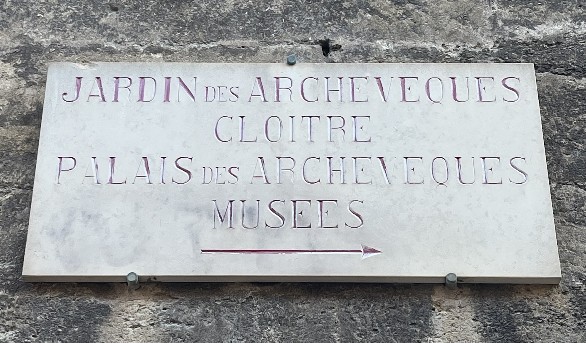 JARDIN DES ARCHEVEQUES
CLOITRE
PALAIS DES ARCHEVEQUES
MUSEES